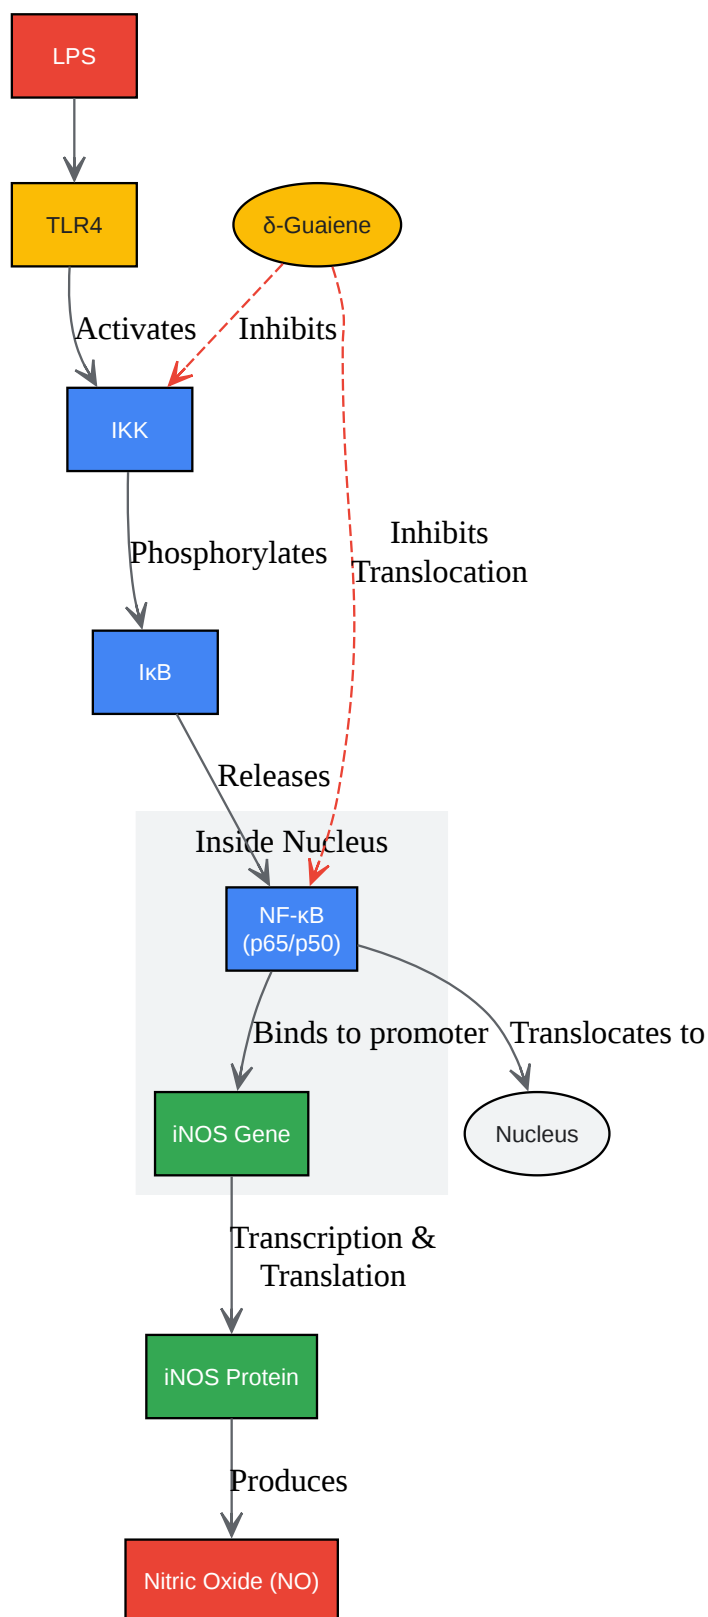 LPS
TLR4
δ-Guaiene
Activates
Inhibits
IKK
Inhibits
Translocation
Phosphorylates
IκB
Releases
Inside Nucleus
NF-κB
(p65/p50)
Binds to promoter
Translocates to
iNOS Gene
Nucleus
Transcription &
Translation
iNOS Protein
Produces
Nitric Oxide (NO)